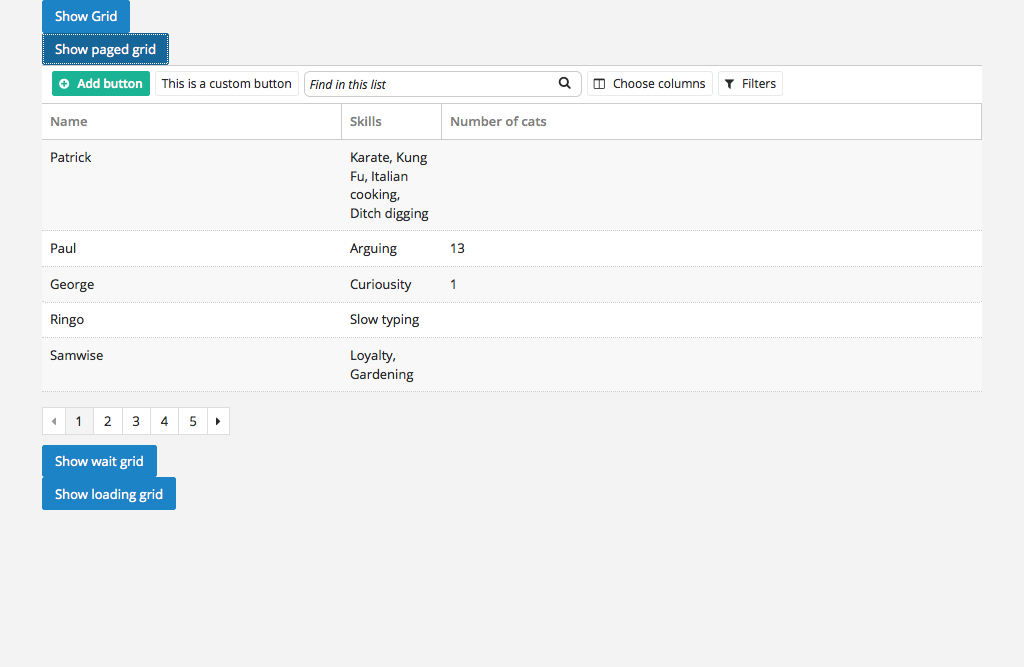 Show Grid
Show paged grid
Add button This is a custom button Find in this list Choose columns Filters
Name Skills Number of cats
Patrick Karate, Kung
Fu, Italian
cooking,
Ditch digging
Paul Arguing 13
George Curiousity 1
Ringo Slow typing
Samwise Loyalty,
Gardening
1 2 3 4 5
Show wait grid
Show loading grid